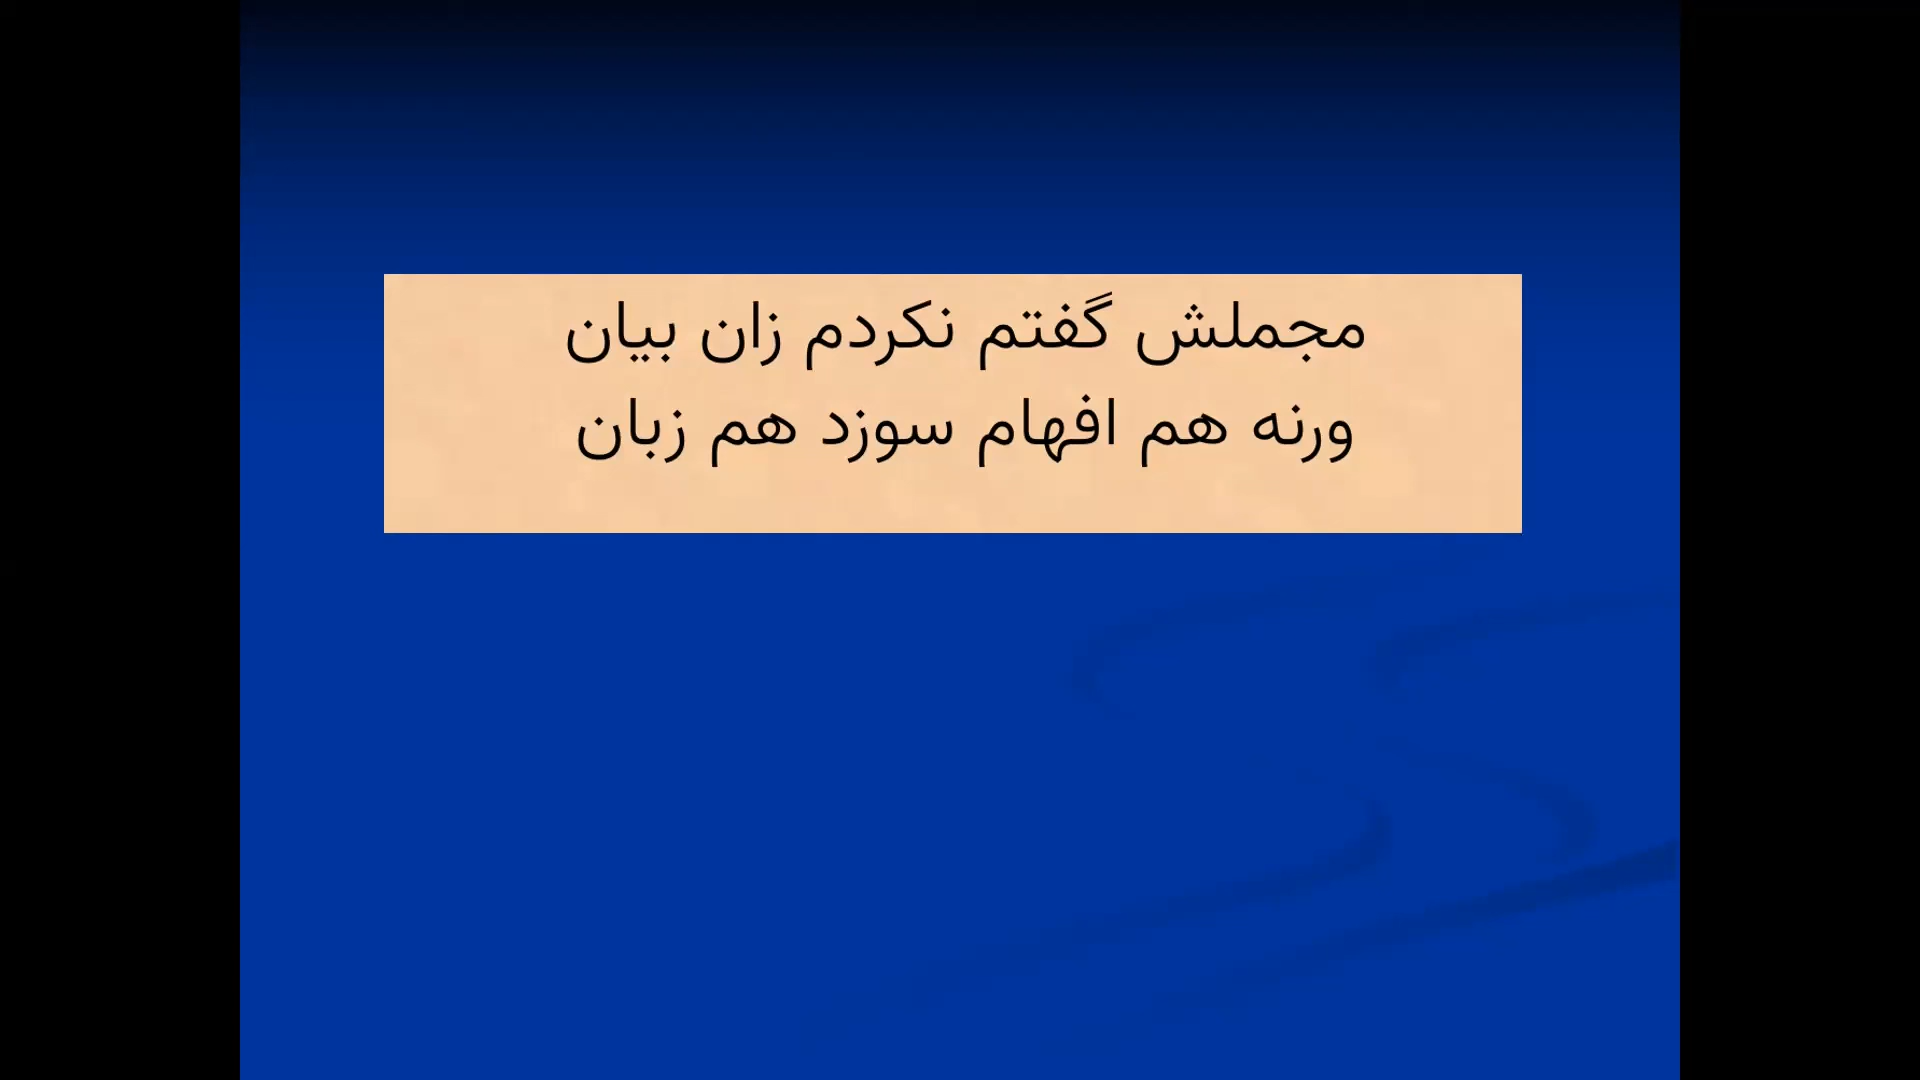 مجملش گفتم نکردم زان بیان
ورنه هم افهام سوزد هم زبان